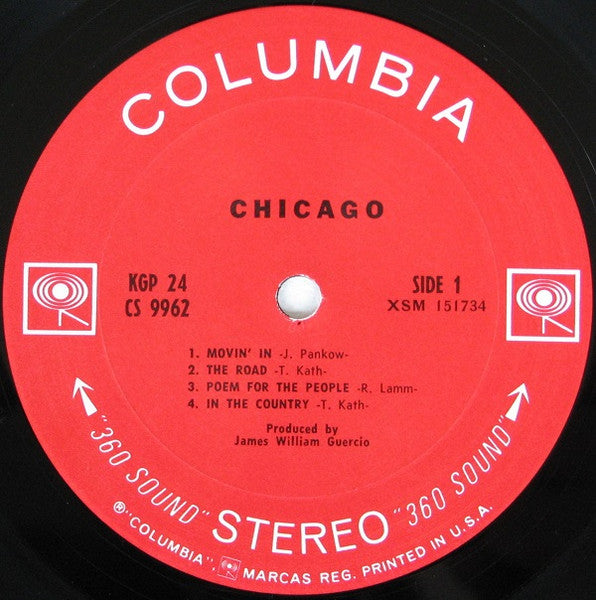 COLUMBIA
CHICAGO
KGP 24
CS 9962
SIDE 1
XSM 151734
1. MOVIN' IN -J. Pankow-
2. THE ROAD -T. Kath-
3. POEM FOR THE PEOPLE -R. Lamm-
4. IN THE COUNTRY -T. Kath-
Produced by
James William Guercio
"360 SOUND" STEREO "360 SOUND"
®"COLUMBIA", MARCAS REG. PRINTED IN U.S.A.